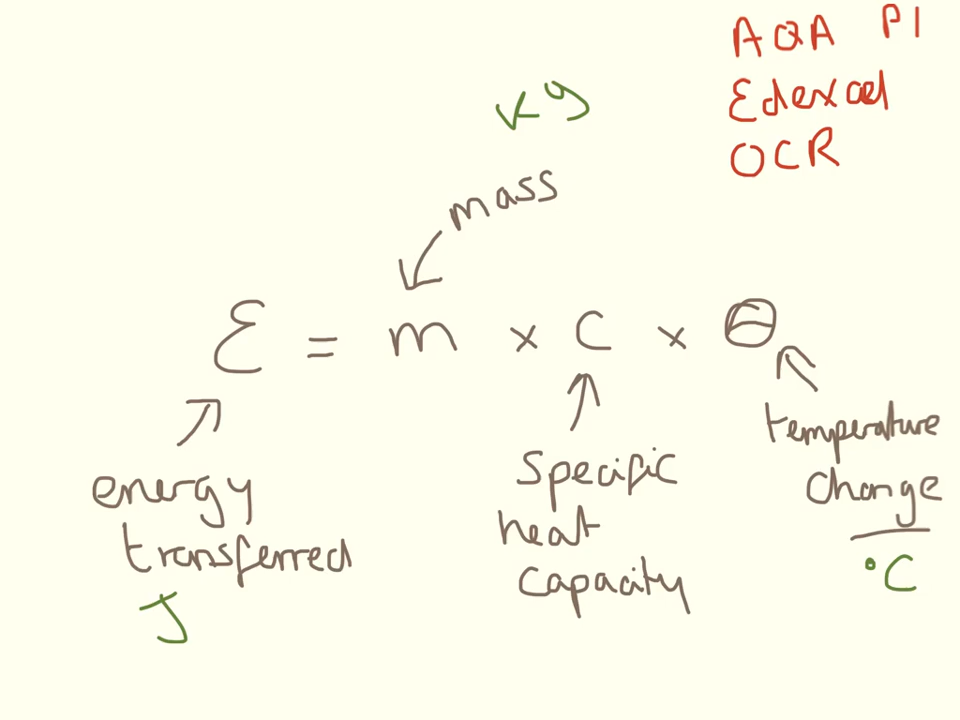 AQA P1
Edexcel
OCR
kg
mass
E = m × C × θ
energy
transferred
J
Specific
heat
capacity
temperature
change
°C